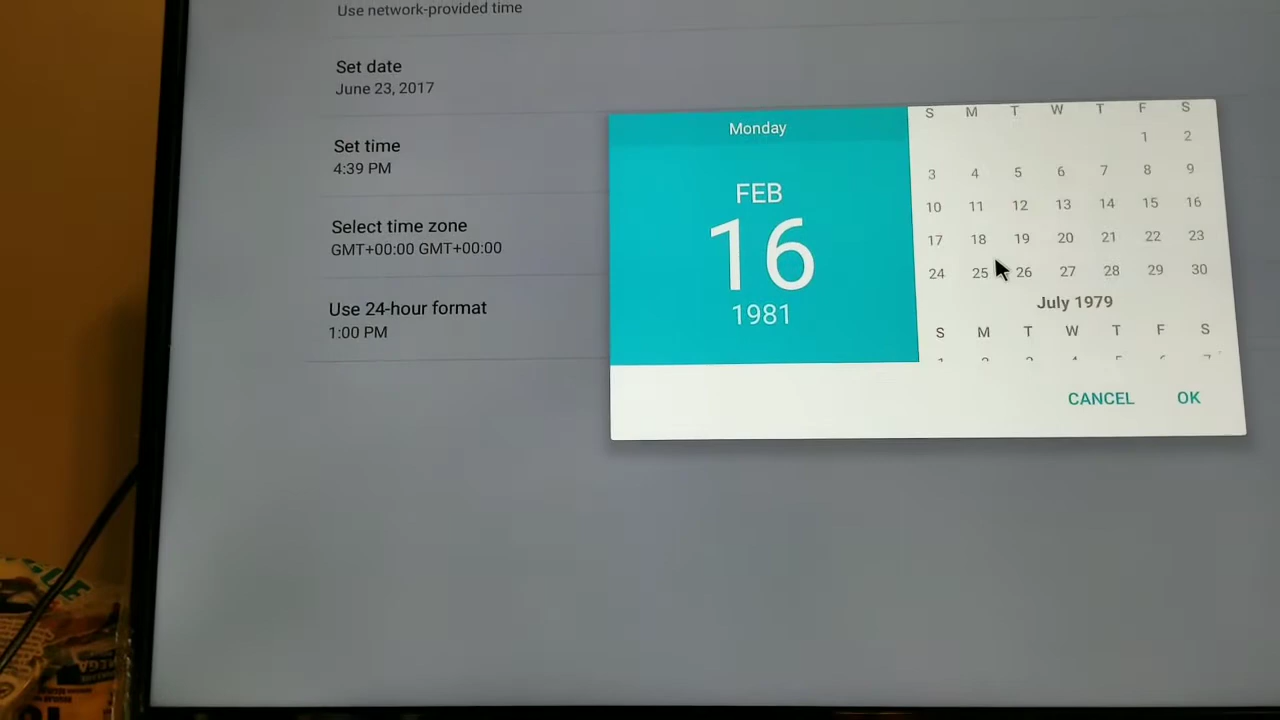 Use network-provided time
Set date
June 23, 2017
Set time
4:39 PM
Select time zone
GMT+00:00 GMT+00:00
Use 24-hour format
1:00 PM
Monday
FEB
16
1981
S M T W T F S
1 2
3 4 5 6 7 8 9
10 11 12 13 14 15 16
17 18 19 20 21 22 23
24 25 26 27 28 29 30
July 1979
S M T W T F S
CANCEL OK